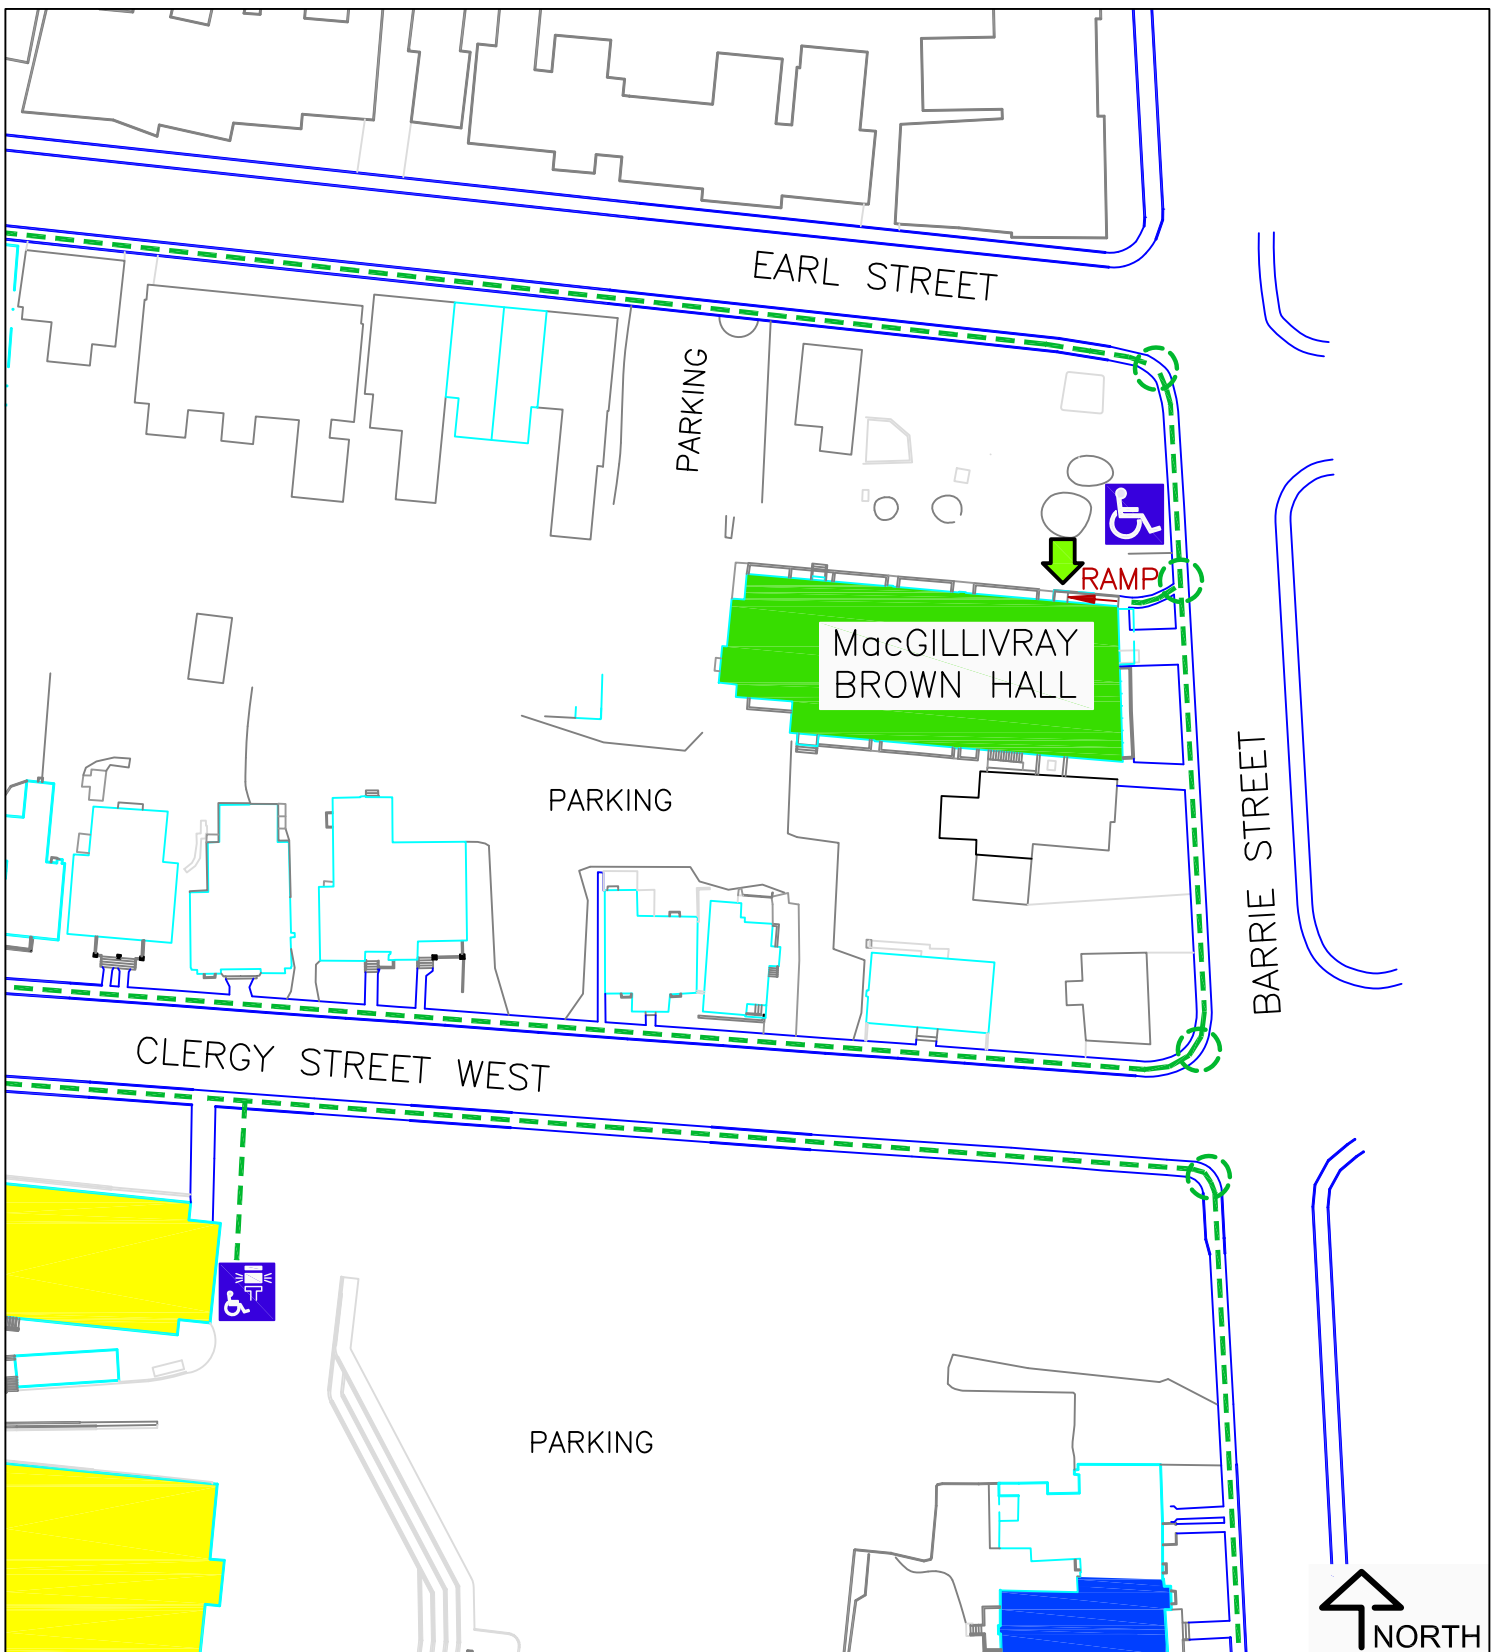 EARL STREET
PARKING
RAMP
MacGILLIVRAY
BROWN HALL
BARRIE STREET
PARKING
CLERGY STREET WEST
PARKING
NORTH